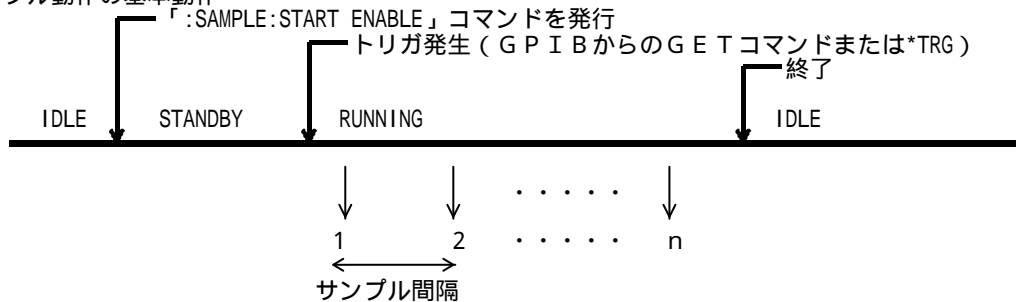 プル動作の基本動作
「:SAMPLE:START ENABLE」コマンドを発行
トリガ発生(GPIBからのGETコマンドまたは*TRG)
終了
IDLE STANDBY RUNNING IDLE
・・・・・
1 2 ・・・・・ n
サンプル間隔